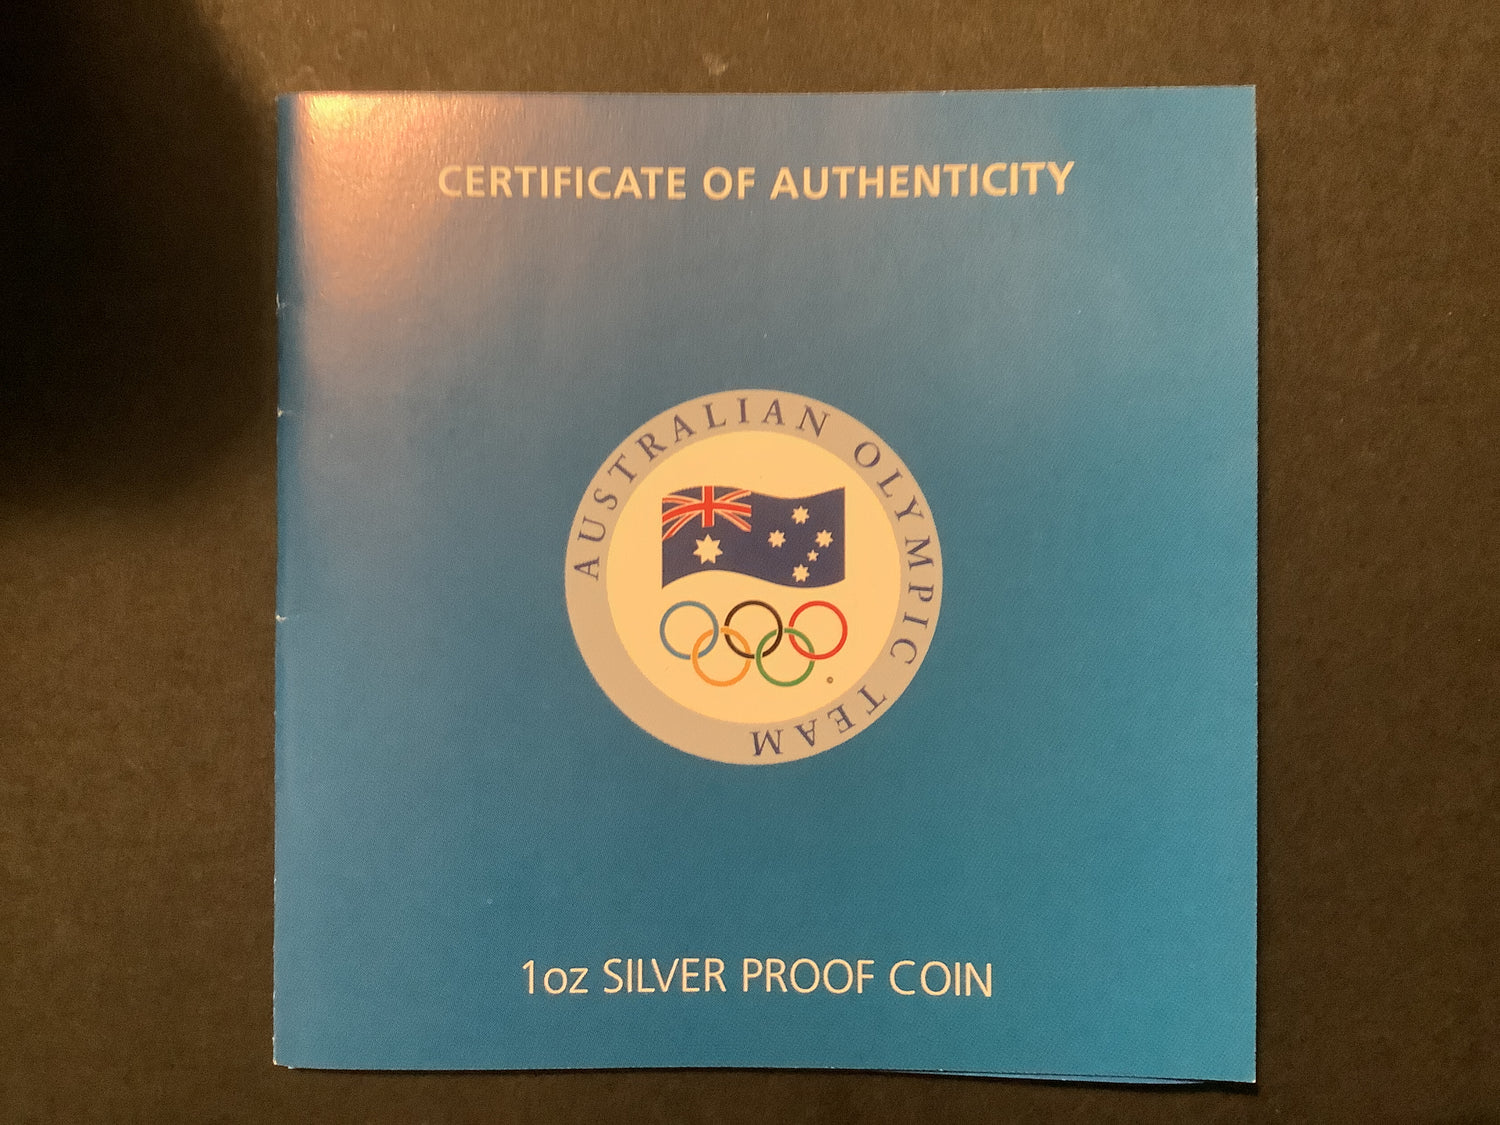 CERTIFICATE OF AUTHENTICITY
AUSTRALIAN OLYMPIC TEAM
1oz SILVER PROOF COIN